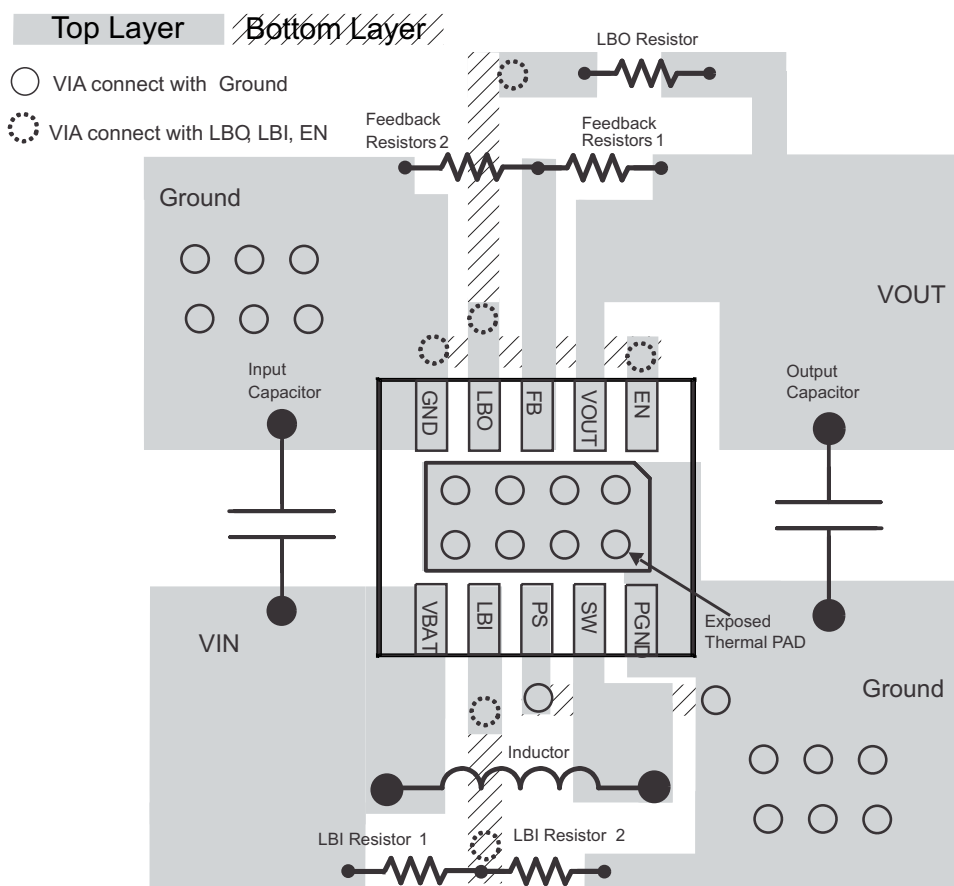 Top Layer
Bottom Layer
VIA connect with Ground
VIA connect with LBO, LBI, EN
LBO Resistor
Feedback
Resistors 2
Feedback
Resistors 1
Ground
VOUT
Input
Capacitor
Output
Capacitor
GND
LBO
FB
VOUT
EN
VBAT
LBI
PS
SW
PGND
Exposed
Thermal PAD
VIN
Ground
Inductor
LBI Resistor 1
LBI Resistor 2